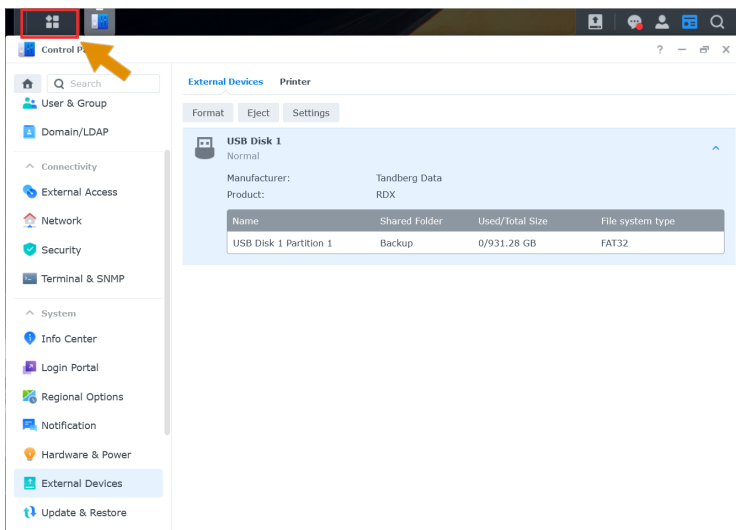 Control P
Search
User & Group
Domain/LDAP
Connectivity
External Access
Network
Security
Terminal & SNMP
System
Info Center
Login Portal
Regional Options
Notification
Hardware & Power
External Devices
Update & Restore
External Devices Printer
Format Eject Settings
USB Disk 1
Normal
Manufacturer: Tandberg Data
Product: RDX
Name Shared Folder Used/Total Size File system type
USB Disk 1 Partition 1 Backup 0/931.28 GB FAT32